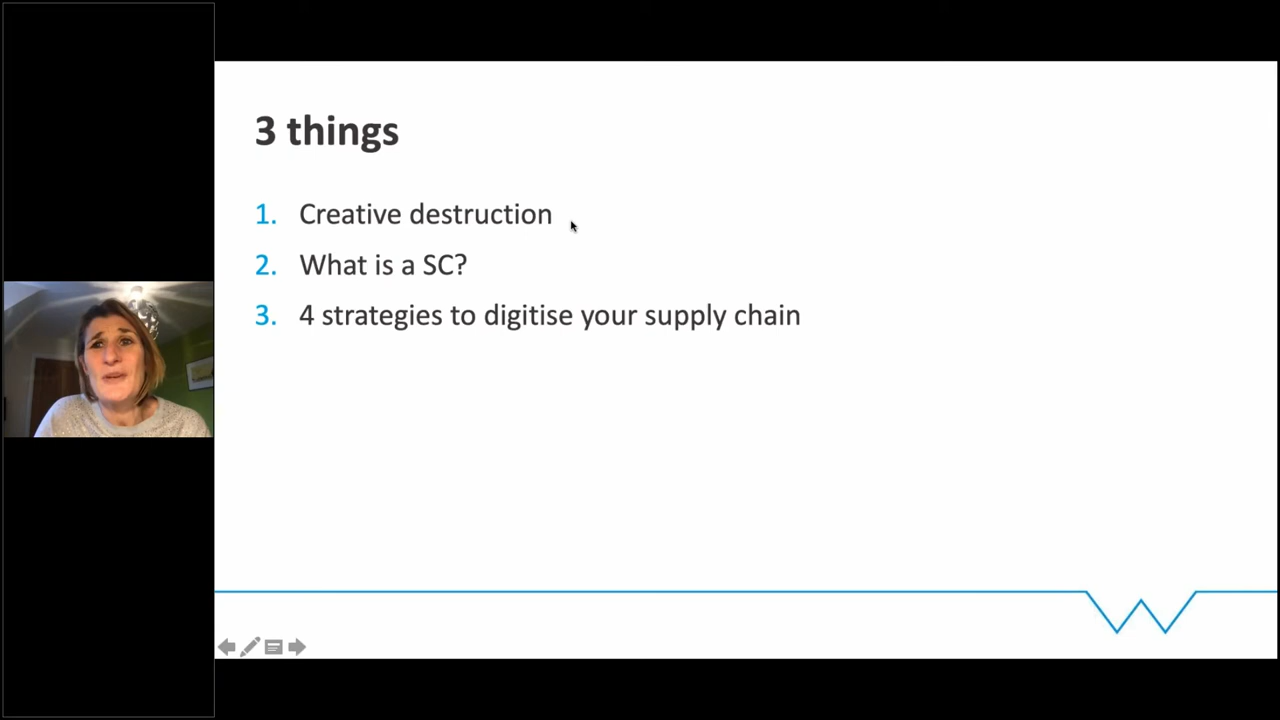 3 things
1. Creative destruction
2. What is a SC?
3. 4 strategies to digitise your supply chain